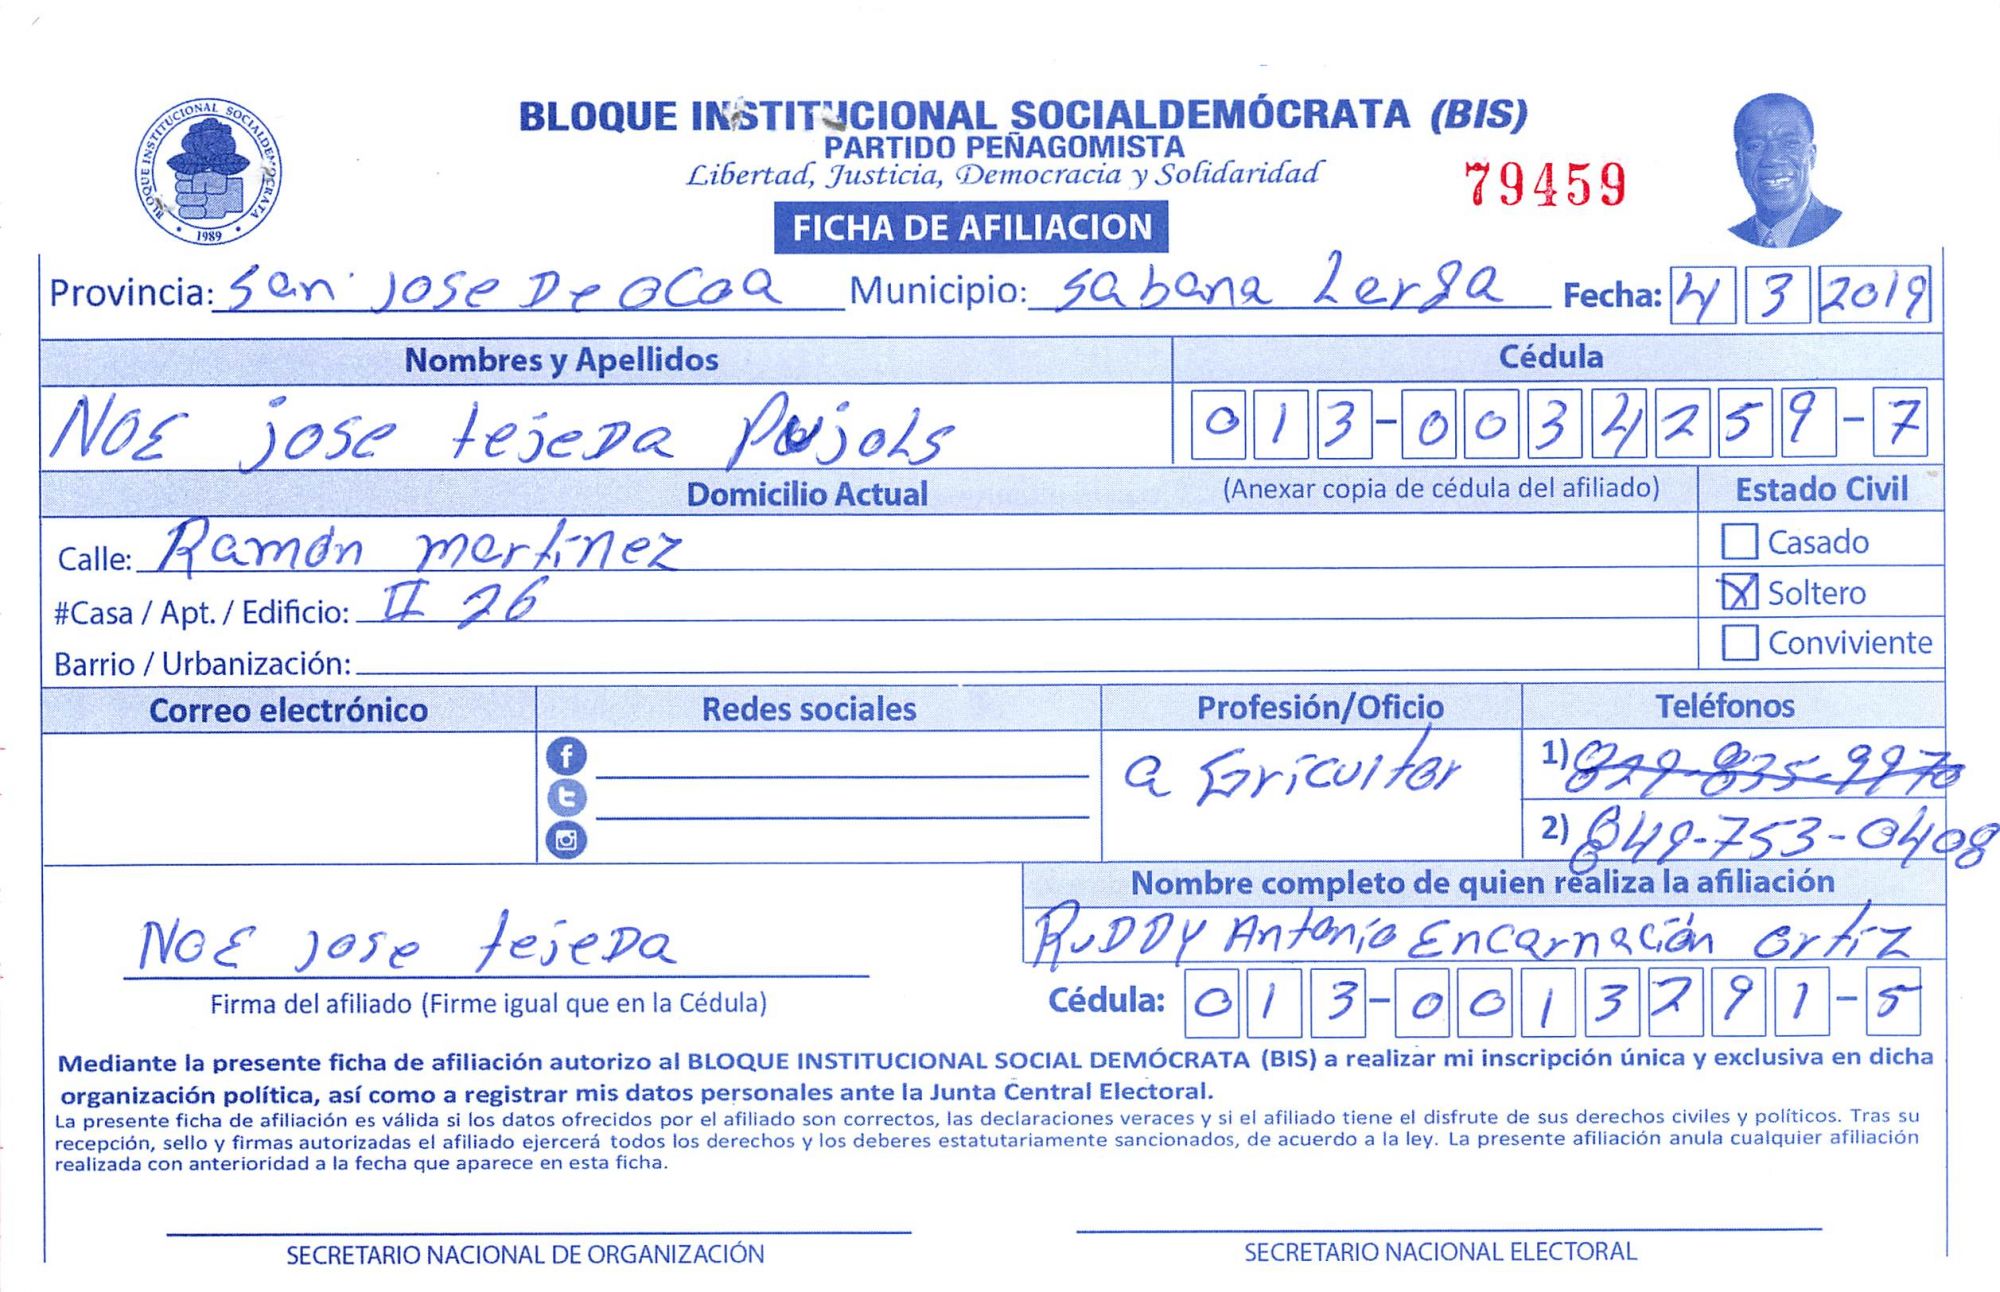 BLOQUE INSTITUCIONAL SOCIALDEMÓCRATA 1989
BLOQUE INSTITUCIONAL SOCIALDEMÓCRATA (BIS)
PARTIDO PEÑAGOMISTA
Libertad, Justicia, Democracia y Solidaridad
79459
FICHA DE AFILIACION
Provincia: San Jose De Ocoa Municipio: Sabana Larga Fecha: 4 3 2019
Nombres y Apellidos Cédula
NOE jose tejeDa Pujols 013-0034259-7
Domicilio Actual (Anexar copia de cédula del afiliado) Estado Civil
Calle: Ramón martinez
Casado
#Casa / Apt. / Edificio: II 26
X Soltero
Barrio / Urbanización:
Conviviente
Correo electrónico Redes sociales Profesión/Oficio Teléfonos
a Gricultor
1) 829-835-9970
2) 849-753-0408
Nombre completo de quien realiza la afiliación
RuDDY Antonio Encarnación Ortiz
NOE jose tejeDa
Firma del afiliado (Firme igual que en la Cédula)
Cédula: 013-0013291-5
Mediante la presente ficha de afiliación autorizo al BLOQUE INSTITUCIONAL SOCIAL DEMÓCRATA (BIS) a realizar mi inscripción única y exclusiva en dicha
organización política, así como a registrar mis datos personales ante la Junta Central Electoral.
La presente ficha de afiliación es válida si los datos ofrecidos por el afiliado son correctos, las declaraciones veraces y si el afiliado tiene el disfrute de sus derechos civiles y políticos. Tras su
recepción, sello y firmas autorizadas el afiliado ejercerá todos los derechos y los deberes estatutariamente sancionados, de acuerdo a la ley. La presente afiliación anula cualquier afiliación
realizada con anterioridad a la fecha que aparece en esta ficha.
SECRETARIO NACIONAL DE ORGANIZACIÓN SECRETARIO NACIONAL ELECTORAL